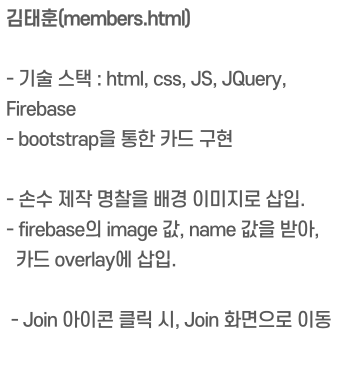 김태훈(members.html)
- 기술 스택 : html, css, JS, JQuery,
Firebase
- bootstrap을 통한 카드 구현
- 손수 제작 명찰을 배경 이미지로 삽입.
- firebase의 image 값, name 값을 받아,
카드 overlay에 삽입.
- Join 아이콘 클릭 시, Join 화면으로 이동